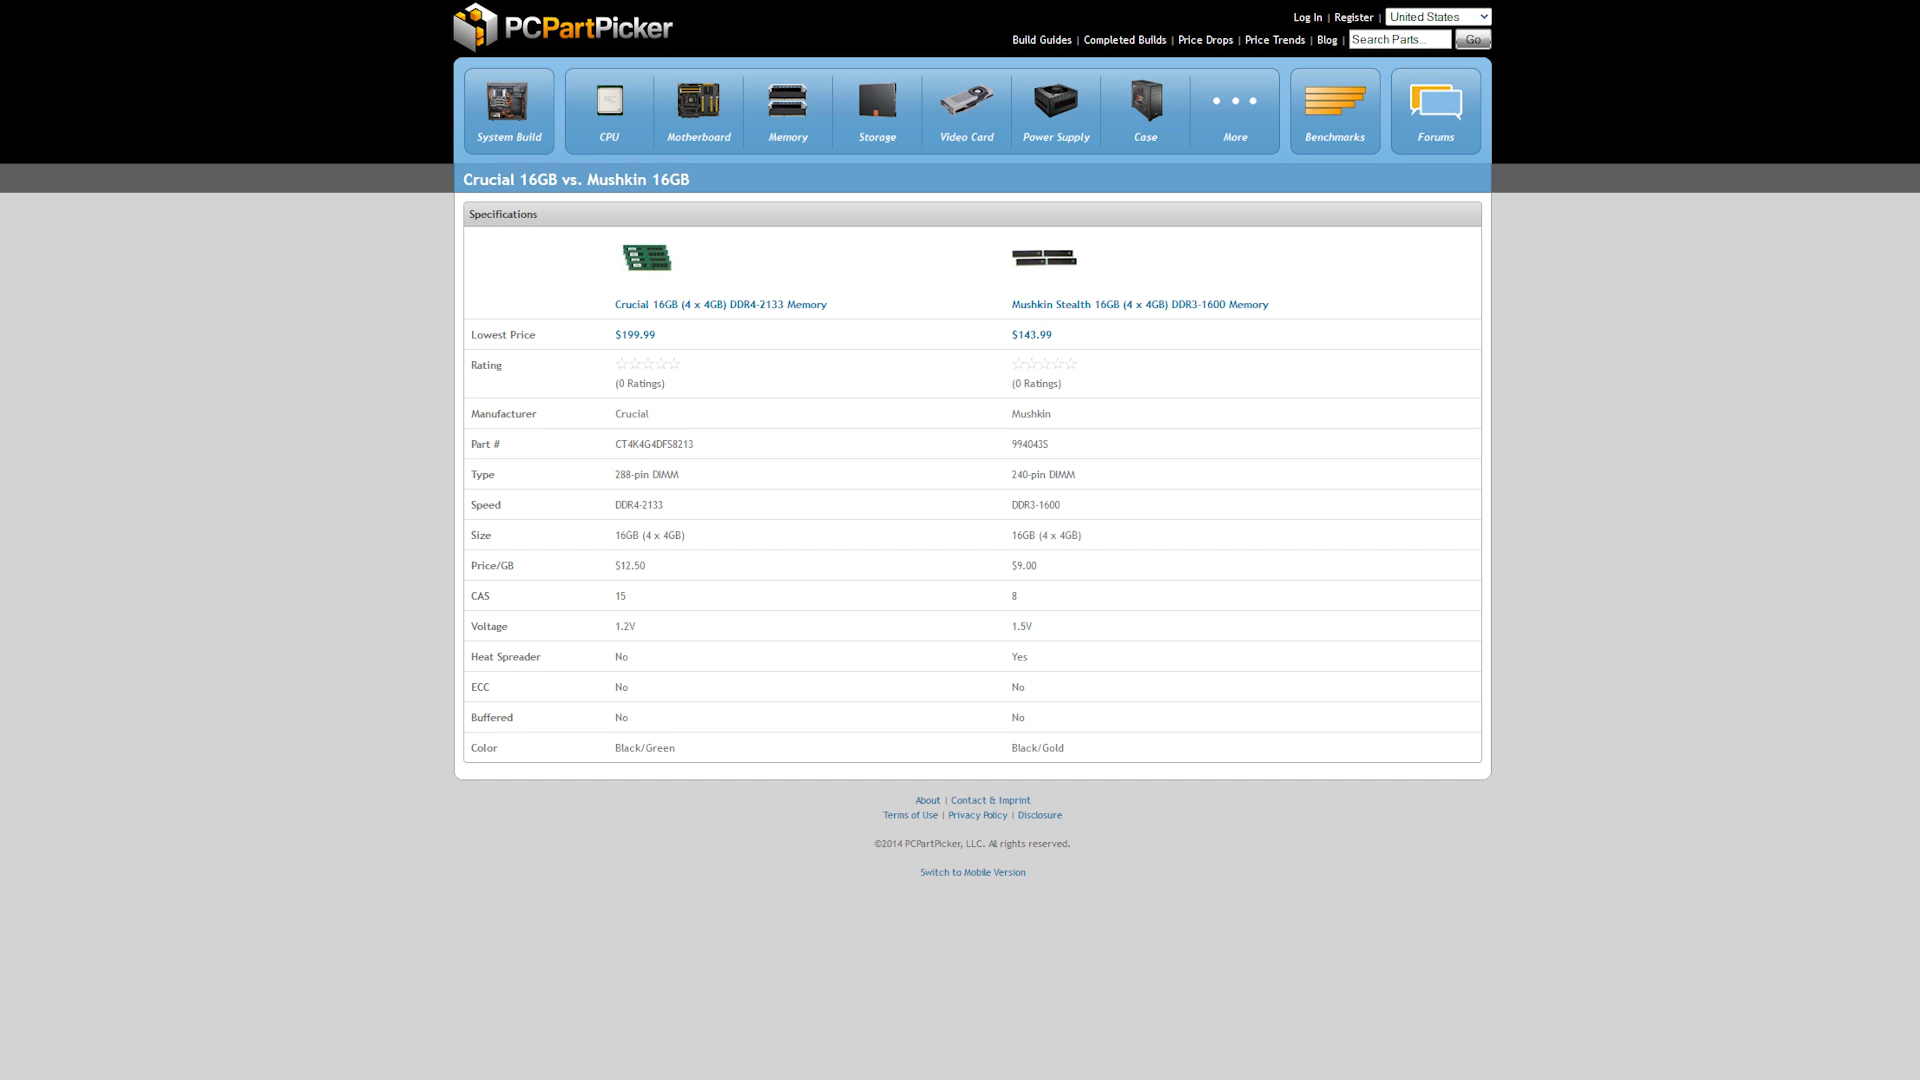 PCPartPicker
Log In | Register | United States
Build Guides | Completed Builds | Price Drops | Price Trends | Blog | Search Parts... Go
System Build CPU Motherboard Memory Storage Video Card Power Supply Case More Benchmarks Forums
Crucial 16GB vs. Mushkin 16GB
Specifications
Crucial 16GB (4 x 4GB) DDR4-2133 Memory Mushkin Stealth 16GB (4 x 4GB) DDR3-1600 Memory
Lowest Price $199.99 $143.99
Rating
(0 Ratings) (0 Ratings)
Manufacturer Crucial Mushkin
Part # CT4K4G4DFS8213 994043S
Type 288-pin DIMM 240-pin DIMM
Speed DDR4-2133 DDR3-1600
Size 16GB (4 x 4GB) 16GB (4 x 4GB)
Price/GB $12.50 $9.00
CAS 15 8
Voltage 1.2V 1.5V
Heat Spreader No Yes
ECC No No
Buffered No No
Color Black/Green Black/Gold
About | Contact & Imprint
Terms of Use | Privacy Policy | Disclosure
©2014 PCPartPicker, LLC. All rights reserved.
Switch to Mobile Version